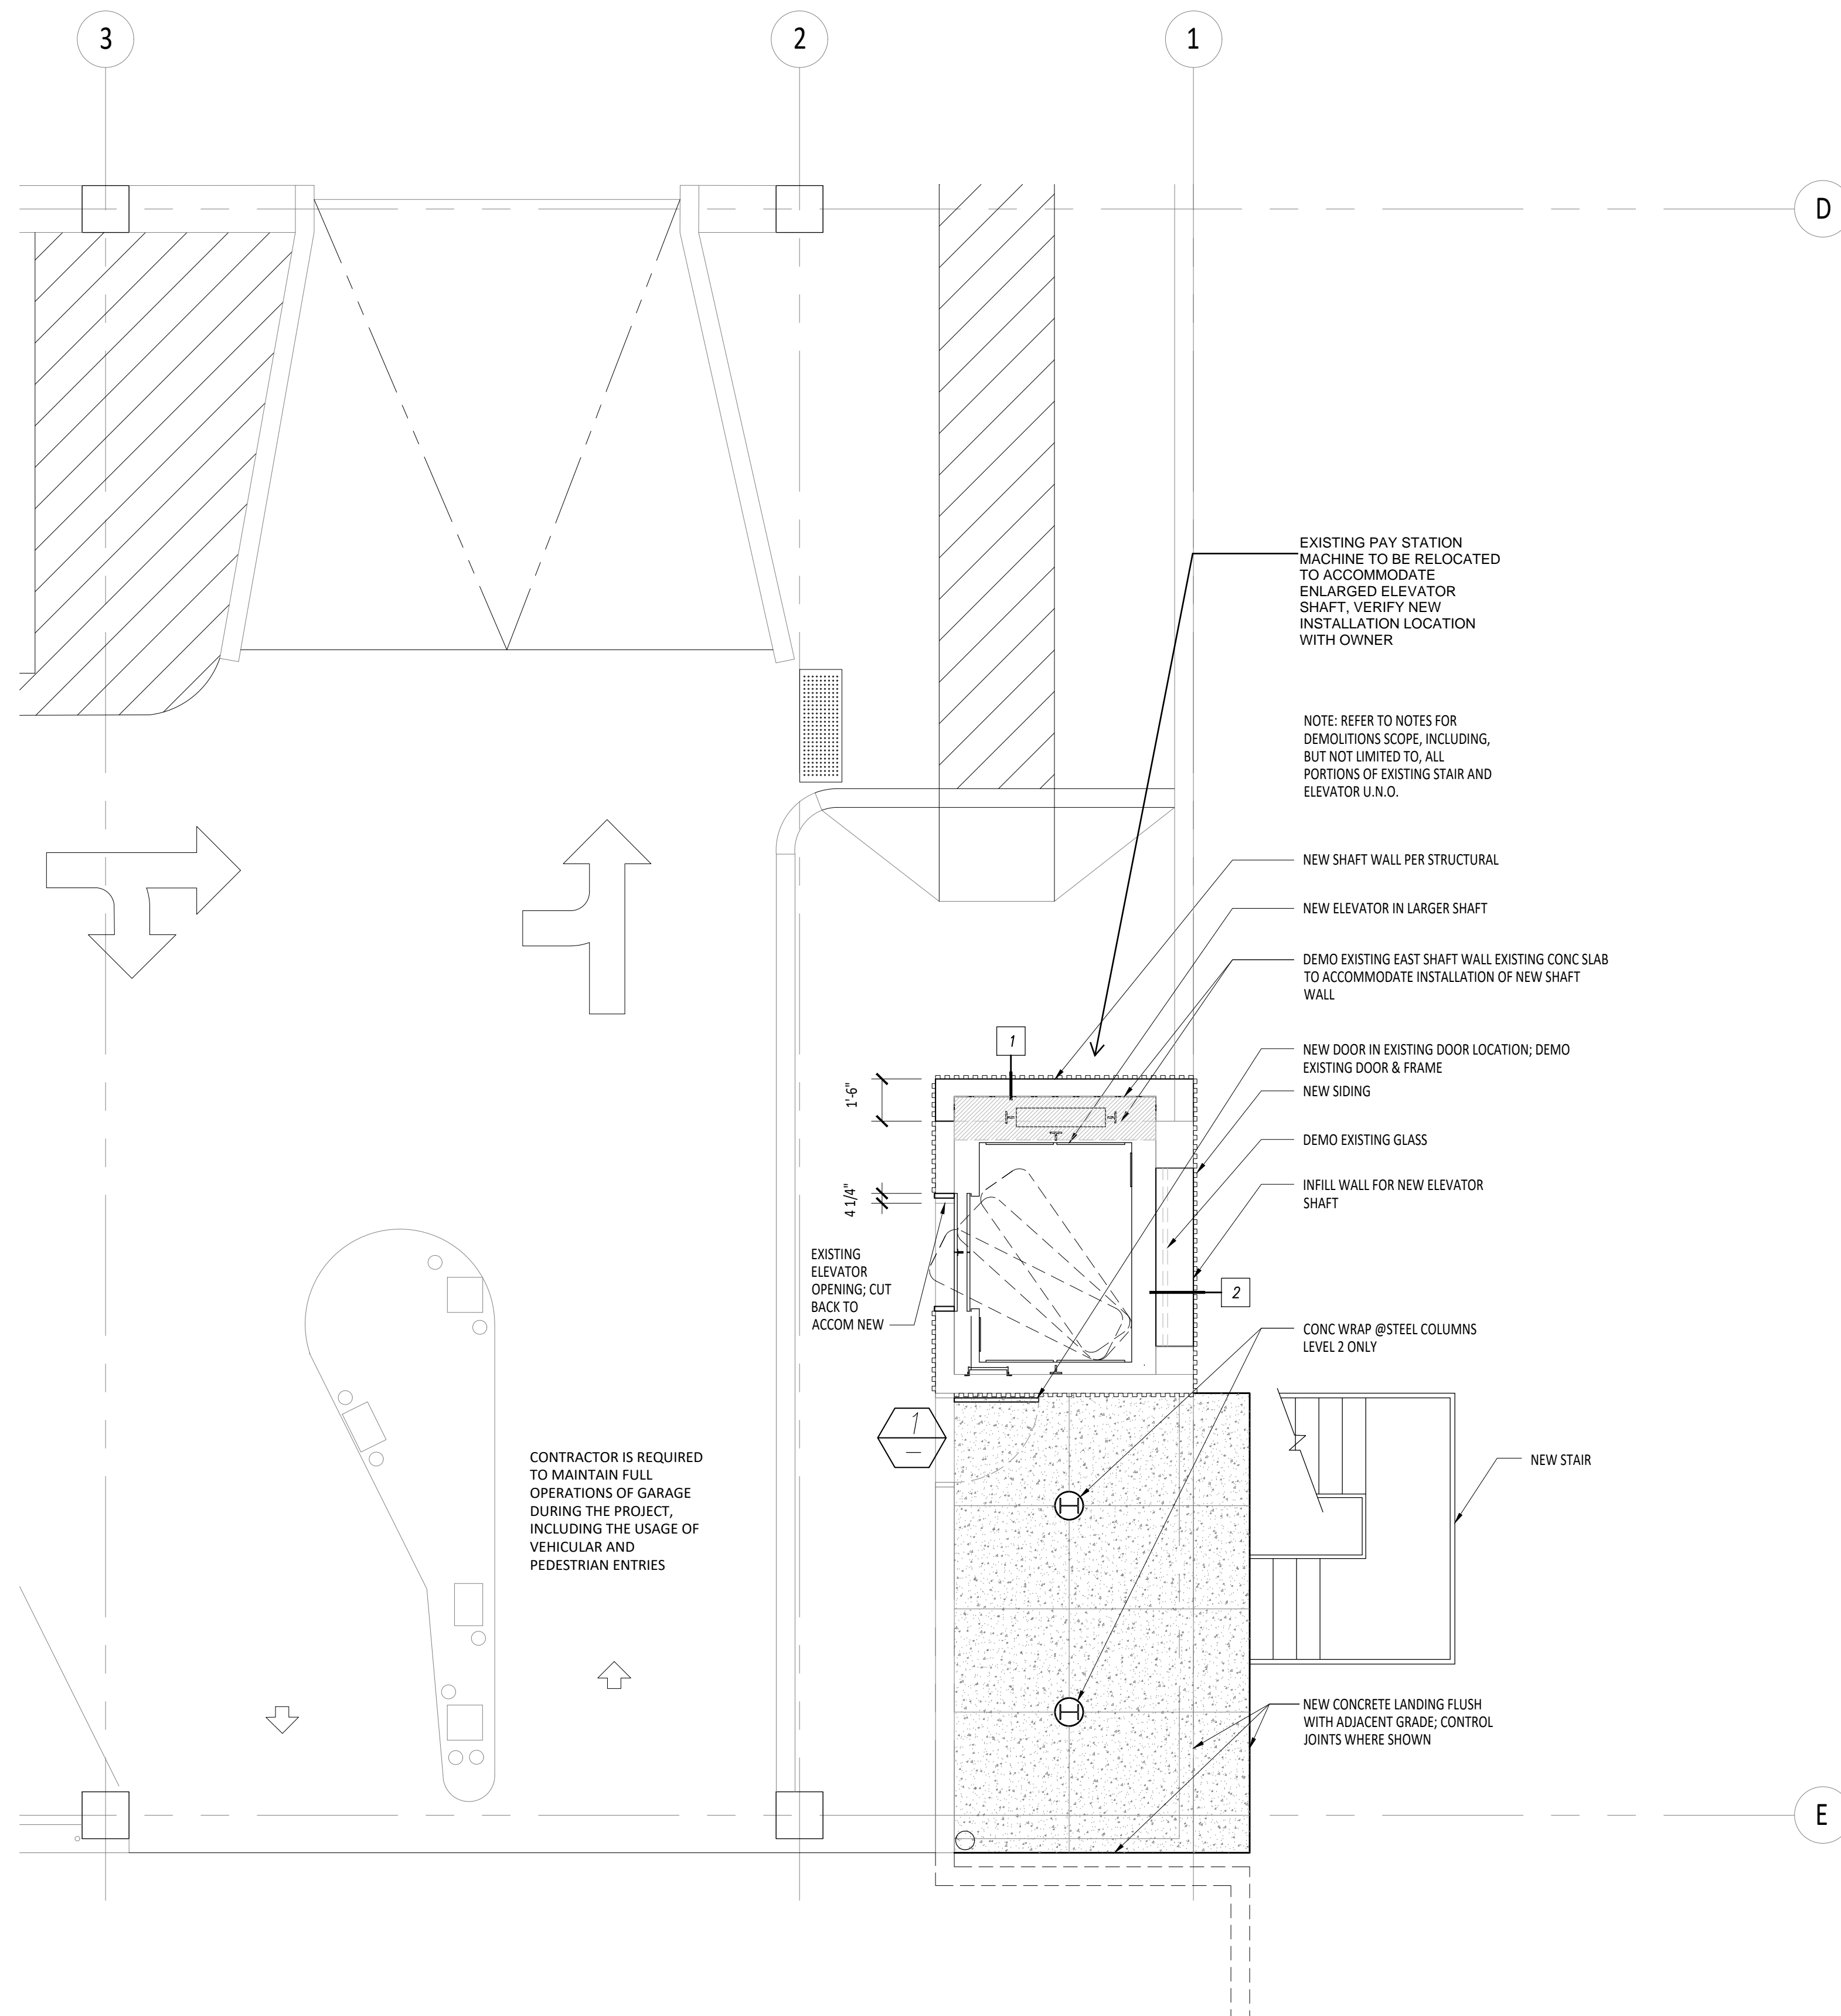 3
2
1
D
EXISTING PAY STATION
MACHINE TO BE RELOCATED
TO ACCOMMODATE
ENLARGED ELEVATOR
SHAFT, VERIFY NEW
INSTALLATION LOCATION
WITH OWNER
NOTE: REFER TO NOTES FOR
DEMOLITIONS SCOPE, INCLUDING,
BUT NOT LIMITED TO, ALL
PORTIONS OF EXISTING STAIR AND
ELEVATOR U.N.O.
NEW SHAFT WALL PER STRUCTURAL
NEW ELEVATOR IN LARGER SHAFT
DEMO EXISTING EAST SHAFT WALL EXISTING CONC SLAB
TO ACCOMMODATE INSTALLATION OF NEW SHAFT
WALL
1
NEW DOOR IN EXISTING DOOR LOCATION; DEMO
EXISTING DOOR & FRAME
1'-6"
NEW SIDING
DEMO EXISTING GLASS
4 1/4"
INFILL WALL FOR NEW ELEVATOR
SHAFT
EXISTING
ELEVATOR
OPENING; CUT
BACK TO
ACCOM NEW
2
CONC WRAP @STEEL COLUMNS
LEVEL 2 ONLY
1
—
CONTRACTOR IS REQUIRED
TO MAINTAIN FULL
OPERATIONS OF GARAGE
DURING THE PROJECT,
INCLUDING THE USAGE OF
VEHICULAR AND
PEDESTRIAN ENTRIES
NEW STAIR
NEW CONCRETE LANDING FLUSH
WITH ADJACENT GRADE; CONTROL
JOINTS WHERE SHOWN
E